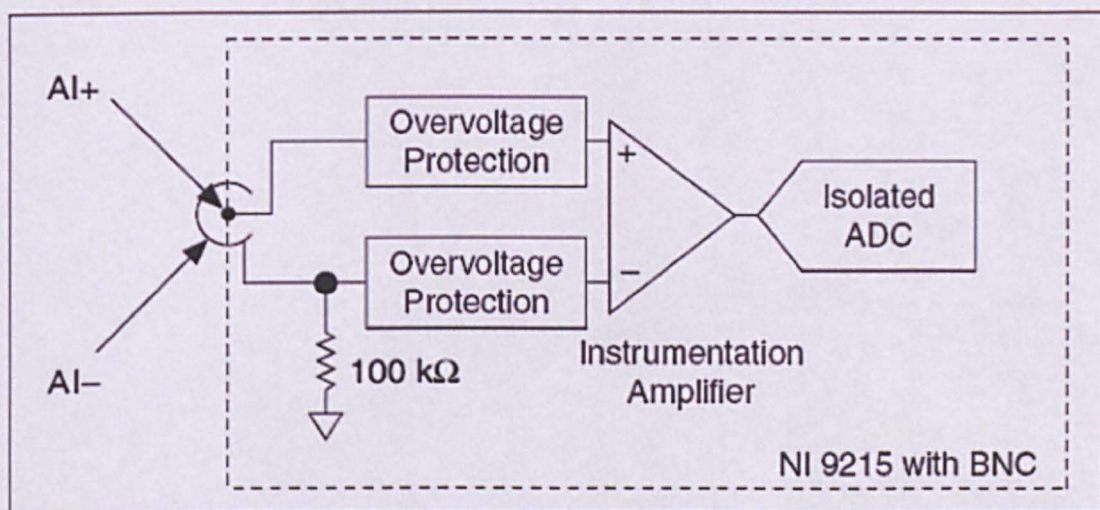 AI+
Overvoltage
Protection
+
Isolated
ADC
Overvoltage
Protection
−
Instrumentation
Amplifier
100 kΩ
AI−
NI 9215 with BNC